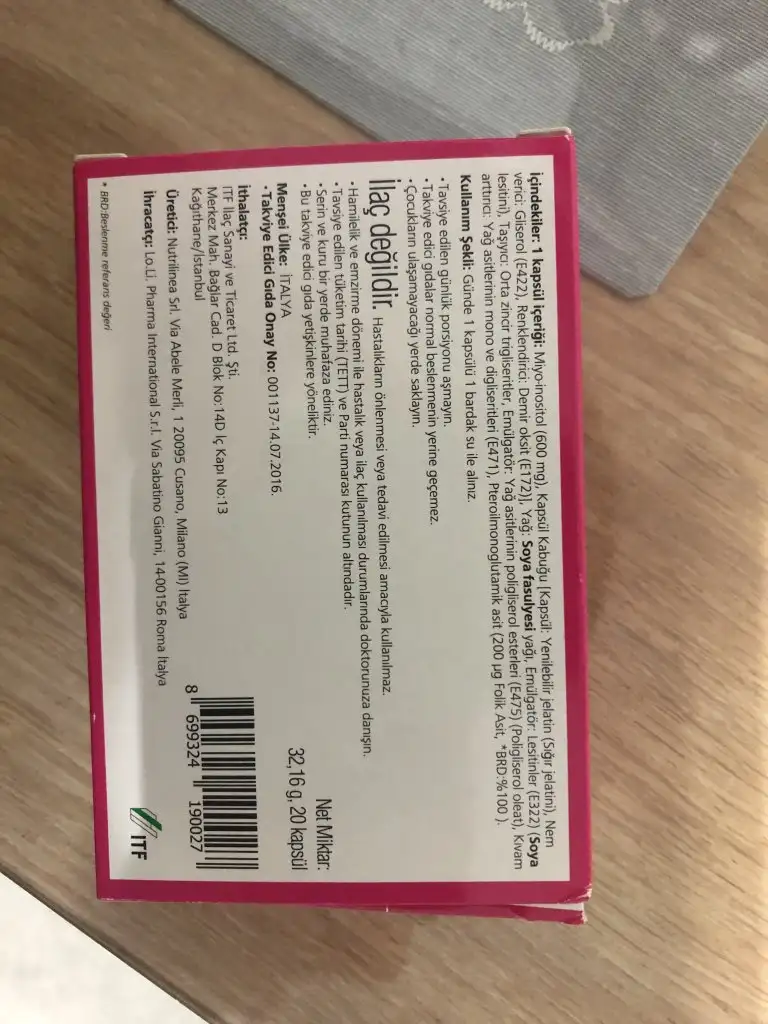 İçindekiler: 1 kapsül içeriği: Miyo-inositol (600 mg), Kapsül Kabuğu [Kapsül: Yenilebilir jelatin (Sığır jelatini), Nem
verici: Gliserol (E422), Renklendirici: Demir oksit (E172)], Yağ: Soya fasulyesi yağı, Emülgatör: Lesitinler (E322) (Soya
lesitini), Taşıyıcı: Orta zincir trigliseritler, Emülgatör: Yağ asitlerinin poligliserol esterleri (E475) (Poligliserol oleat), Kıvam
arttırıcı: Yağ asitlerinin mono ve digliseritleri (E471), Pteroilmonoglutamik asit (200 µg Folik Asit, *BRD:%100 ).
Kullanım Şekli: Günde 1 kapsülü 1 bardak su ile alınız.
•Tavsiye edilen günlük porsiyonu aşmayın.
•Takviye edici gıdalar normal beslenmenin yerine geçemez.
•Çocukların ulaşamayacağı yerde saklayın.
İlaç değildir. Hastalıkların önlenmesi veya tedavi edilmesi amacıyla kullanılmaz.
•Hamilelik ve emzirme dönemi ile hastalık veya ilaç kullanılması durumlarında doktorunuza danışın.
•Tavsiye edilen tüketim tarihi (TETT) ve Parti numarası kutunun altındadır.
•Serin ve kuru bir yerde muhafaza ediniz.
•Bu takviye edici gıda yetişkinlere yöneliktir.
Menşei Ülke: İTALYA
•Takviye Edici Gıda Onay No: 001137-14.07.2016.
İthalatçı:
ITF İlaç Sanayi ve Ticaret Ltd. Şti.
Merkez Mah. Bağlar Cad. D Blok No:14D İç Kapı No:13
Kağıthane/İstanbul
Üretici: Nutrilinea Srl. Via Abele Merli, 1 20095 Cusano, Milano (MI) İtalya
İhracatçı: Lo.Li. Pharma International S.r.l. Via Sabatino Gianni, 14-00156 Roma İtalya
* BRD:Beslenme referans değeri
Net Miktar:
32,16 g, 20 kapsül
8 699324 190027
ITF